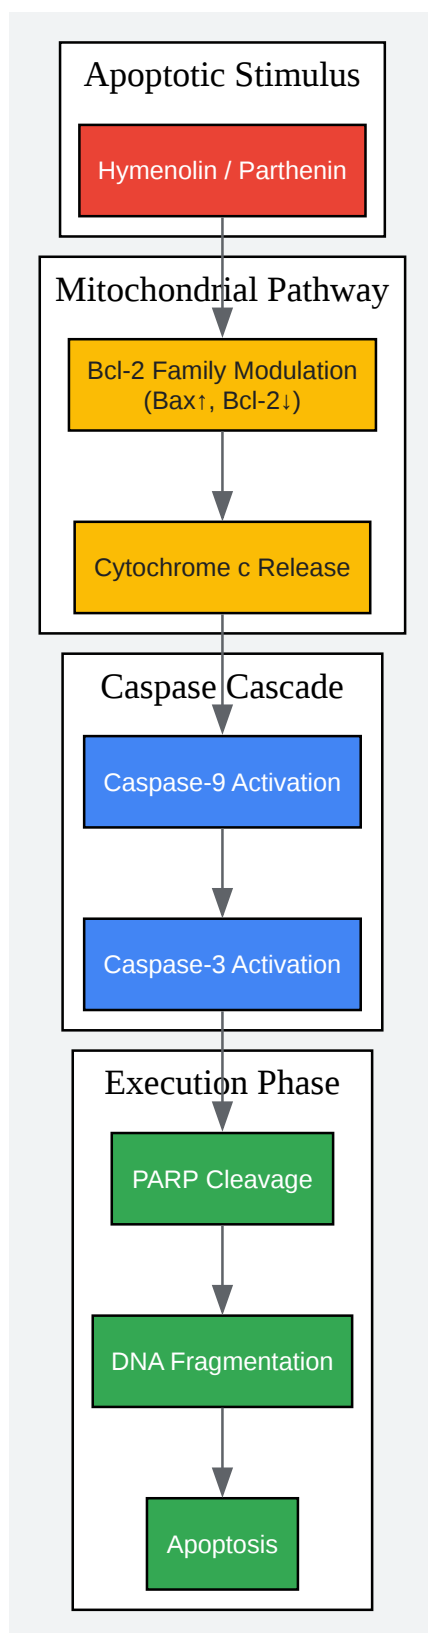 Apoptotic Stimulus
Hymenolin / Parthenin
Mitochondrial Pathway
Bcl-2 Family Modulation
(Bax↑, Bcl-2↓)
Cytochrome c Release
Caspase Cascade
Caspase-9 Activation
Caspase-3 Activation
Execution Phase
PARP Cleavage
DNA Fragmentation
Apoptosis